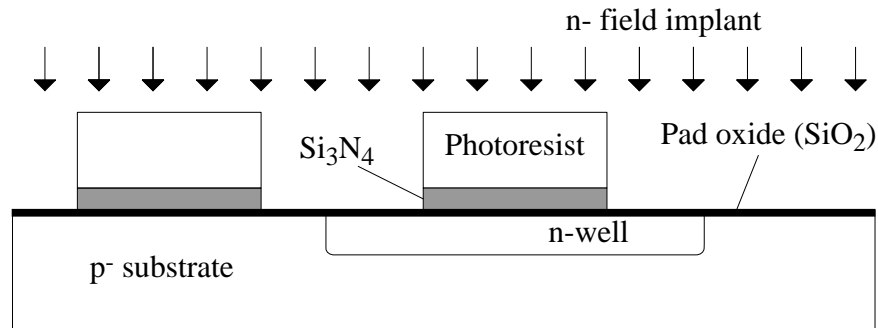 n- field implant
Si₃N₄
Photoresist
Pad oxide (SiO₂)
n-well
p⁻ substrate